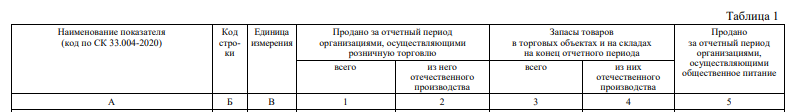 Таблица 1
Наименование показателя
(код по СК 33.004-2020)
Код
стро-
ки
Единица
измерения
Продано за отчетный период
организациями, осуществляющими
розничную торговлю
Запасы товаров
в торговых объектах и на складах
на конец отчетного периода
Продано
за отчетный период
организациями,
осуществляющими
общественное питание
всего
из него
отечественного
производства
всего
из них
отечественного
производства
А
Б
В
1
2
3
4
5